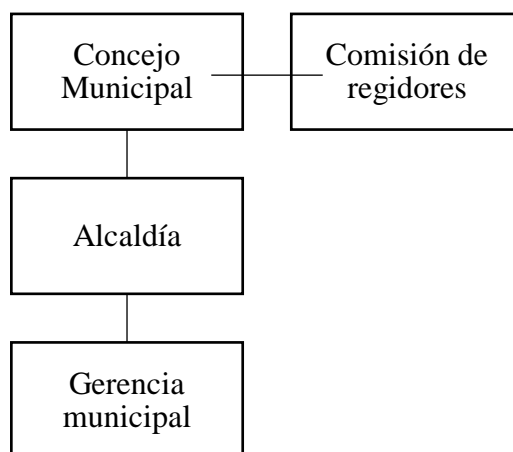 Concejo
Municipal
Comisión de
regidores
Alcaldía
Gerencia
municipal